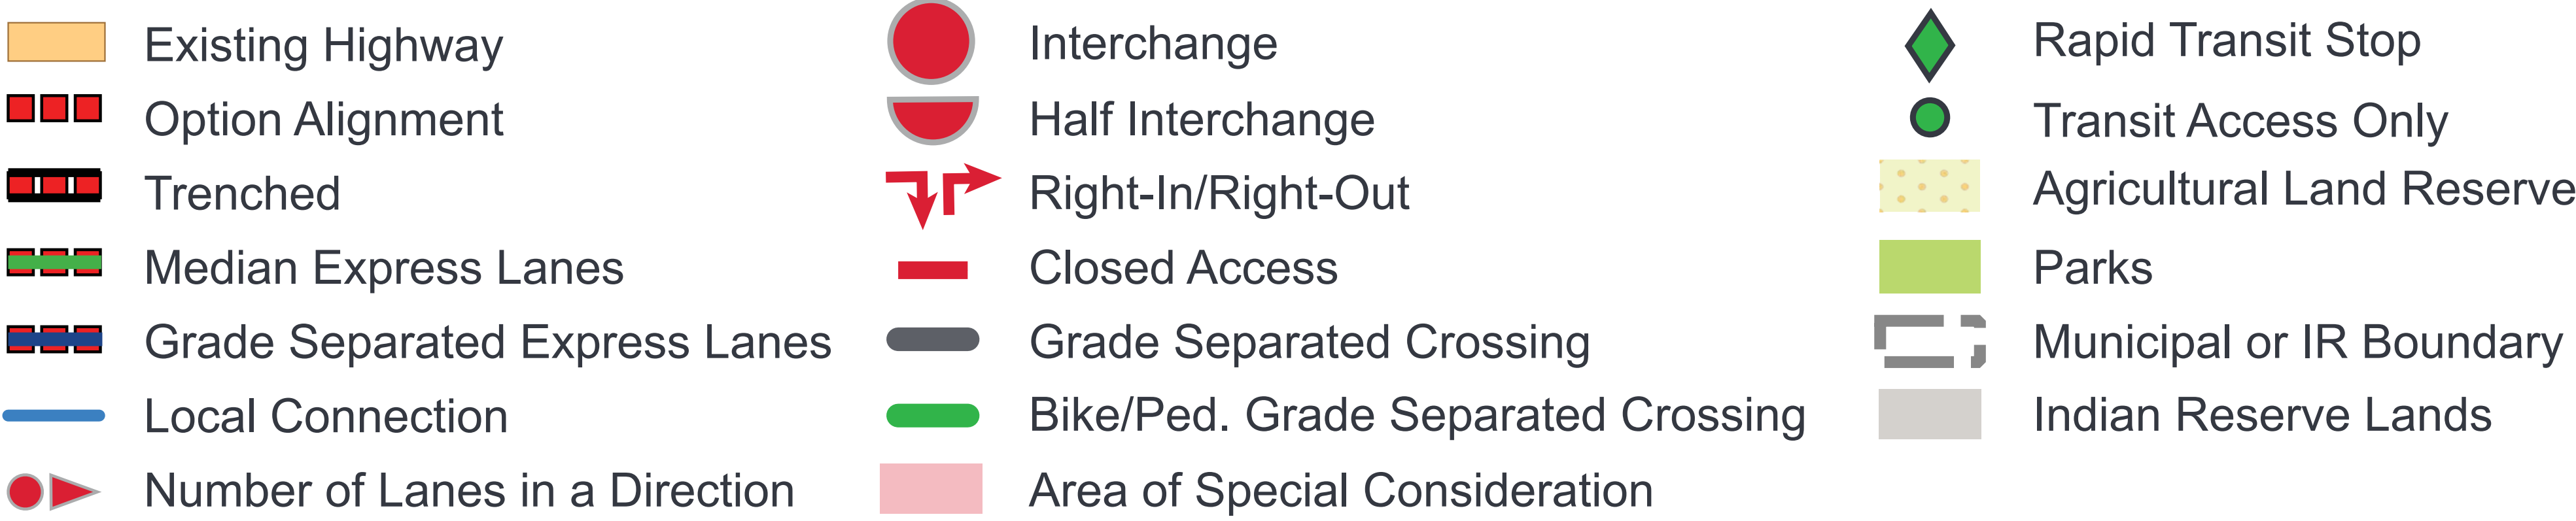 Existing Highway
Option Alignment
Trenched
Median Express Lanes
Grade Separated Express Lanes
Local Connection
Number of Lanes in a Direction
Interchange
Half Interchange
Right-In/Right-Out
Closed Access
Grade Separated Crossing
Bike/Ped. Grade Separated Crossing
Area of Special Consideration
Rapid Transit Stop
Transit Access Only
Agricultural Land Reserve
Parks
Municipal or IR Boundary
Indian Reserve Lands